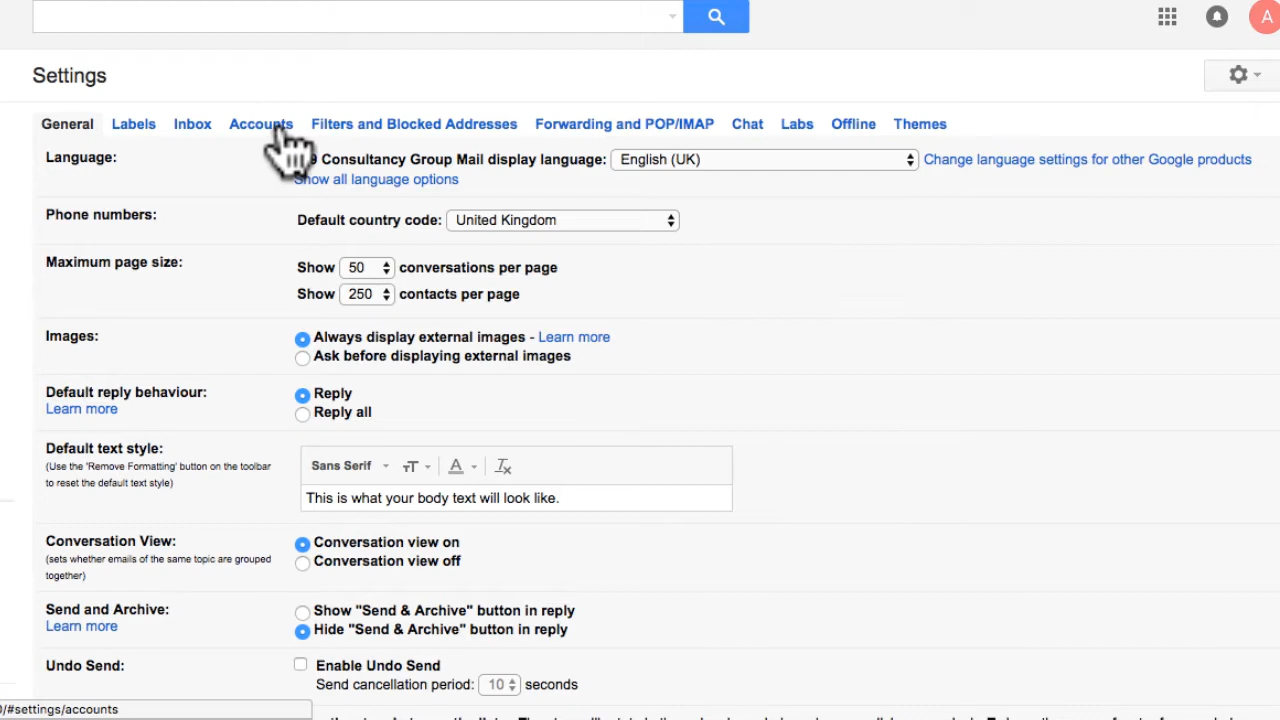 A
Settings
General Labels Inbox Accounts Filters and Blocked Addresses Forwarding and POP/IMAP Chat Labs Offline Themes
Language: Consultancy Group Mail display language: English (UK) Change language settings for other Google products
Show all language options
Phone numbers: Default country code: United Kingdom
Maximum page size: Show 50 conversations per page
Show 250 contacts per page
Images: Always display external images - Learn more
Ask before displaying external images
Default reply behaviour: Reply
Learn more Reply all
Default text style:
(Use the 'Remove Formatting' button on the toolbar
to reset the default text style)
Sans Serif
This is what your body text will look like.
Conversation View: Conversation view on
(sets whether emails of the same topic are grouped
together)
Conversation view off
Send and Archive: Show "Send & Archive" button in reply
Learn more Hide "Send & Archive" button in reply
Undo Send: Enable Undo Send
Send cancellation period: 10 seconds
/#settings/accounts